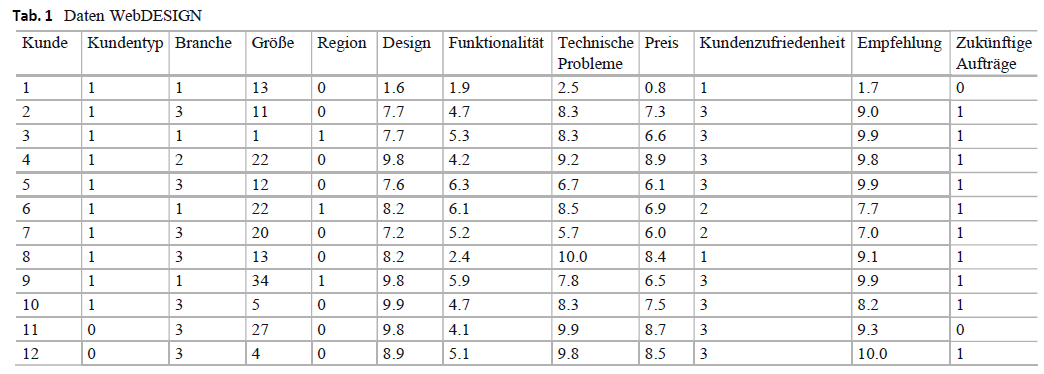 Tab. 1 Daten WebDESIGN
Kunde Kundentyp Branche Größe Region Design Funktionalität Technische Probleme Preis Kundenzufriedenheit Empfehlung Zukünftige Aufträge
1 1 1 13 0 1.6 1.9 2.5 0.8 1 1.7 0
2 1 3 11 0 7.7 4.7 8.3 7.3 3 9.0 1
3 1 1 1 1 7.7 5.3 8.3 6.6 3 9.9 1
4 1 2 22 0 9.8 4.2 9.2 8.9 3 9.8 1
5 1 3 12 0 7.6 6.3 6.7 6.1 3 9.9 1
6 1 1 22 1 8.2 6.1 8.5 6.9 2 7.7 1
7 1 3 20 0 7.2 5.2 5.7 6.0 2 7.0 1
8 1 3 13 0 8.2 2.4 10.0 8.4 1 9.1 1
9 1 1 34 1 9.8 5.9 7.8 6.5 3 9.9 1
10 1 3 5 0 9.9 4.7 8.3 7.5 3 8.2 1
11 0 3 27 0 9.8 4.1 9.9 8.7 3 9.3 0
12 0 3 4 0 8.9 5.1 9.8 8.5 3 10.0 1